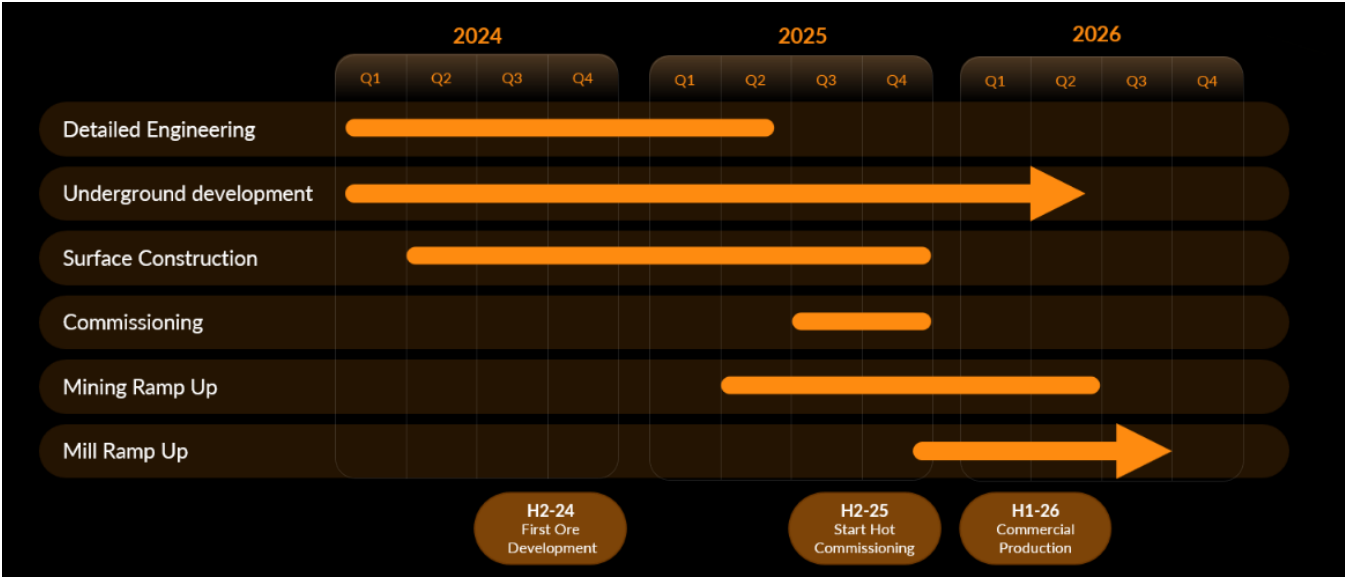 2024 2025 2026
Q1 Q2 Q3 Q4 Q1 Q2 Q3 Q4 Q1 Q2 Q3 Q4
Detailed Engineering
Underground development
Surface Construction
Commissioning
Mining Ramp Up
Mill Ramp Up
H2-24
First Ore
Development
H2-25
Start Hot
Commissioning
H1-26
Commercial
Production